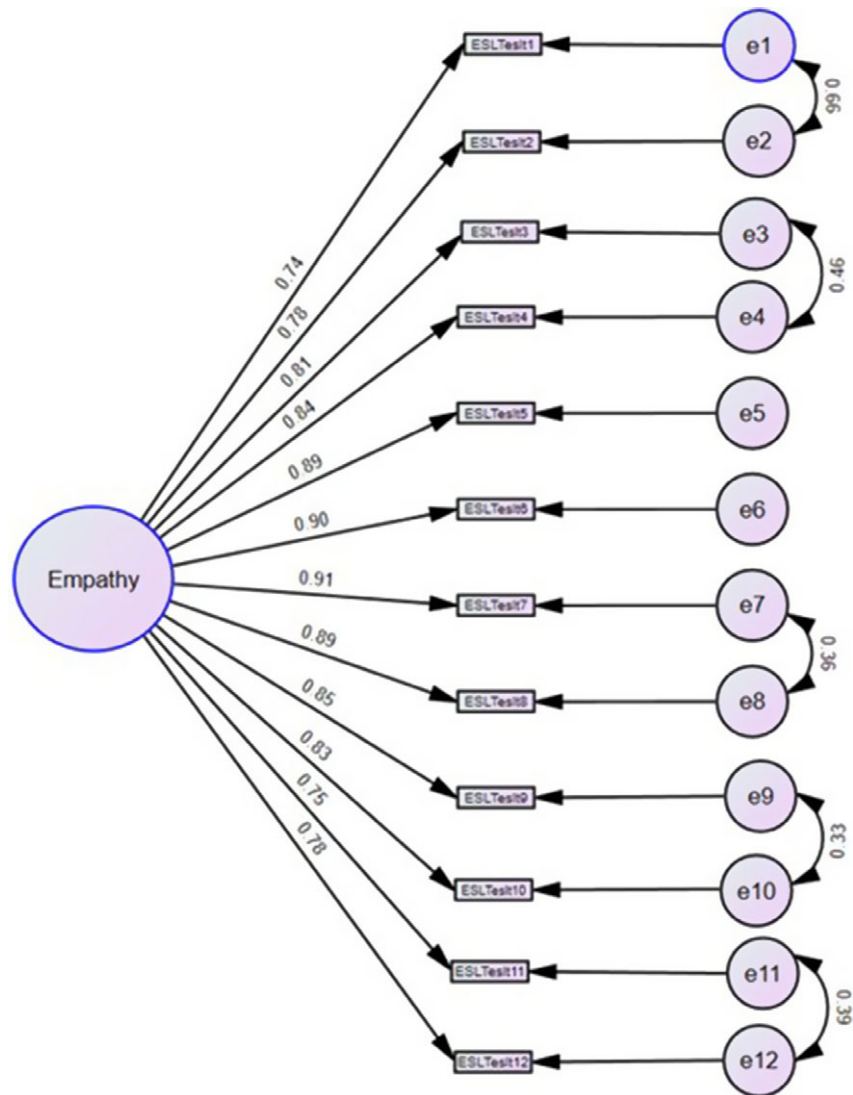 ESLTesIt1
e1
0.66
ESLTesIt2
e2
ESLTesIt3
e3
0.46
ESLTesIt4
e4
ESLTesIt5
e5
ESLTesIt6
e6
ESLTesIt7
e7
0.36
ESLTesIt8
e8
ESLTesIt9
e9
0.33
ESLTesIt10
e10
ESLTesIt11
e11
0.39
ESLTesIt12
e12
0.74
0.78
0.81
0.84
0.89
0.90
0.91
0.89
0.85
0.83
0.75
0.78
Empathy